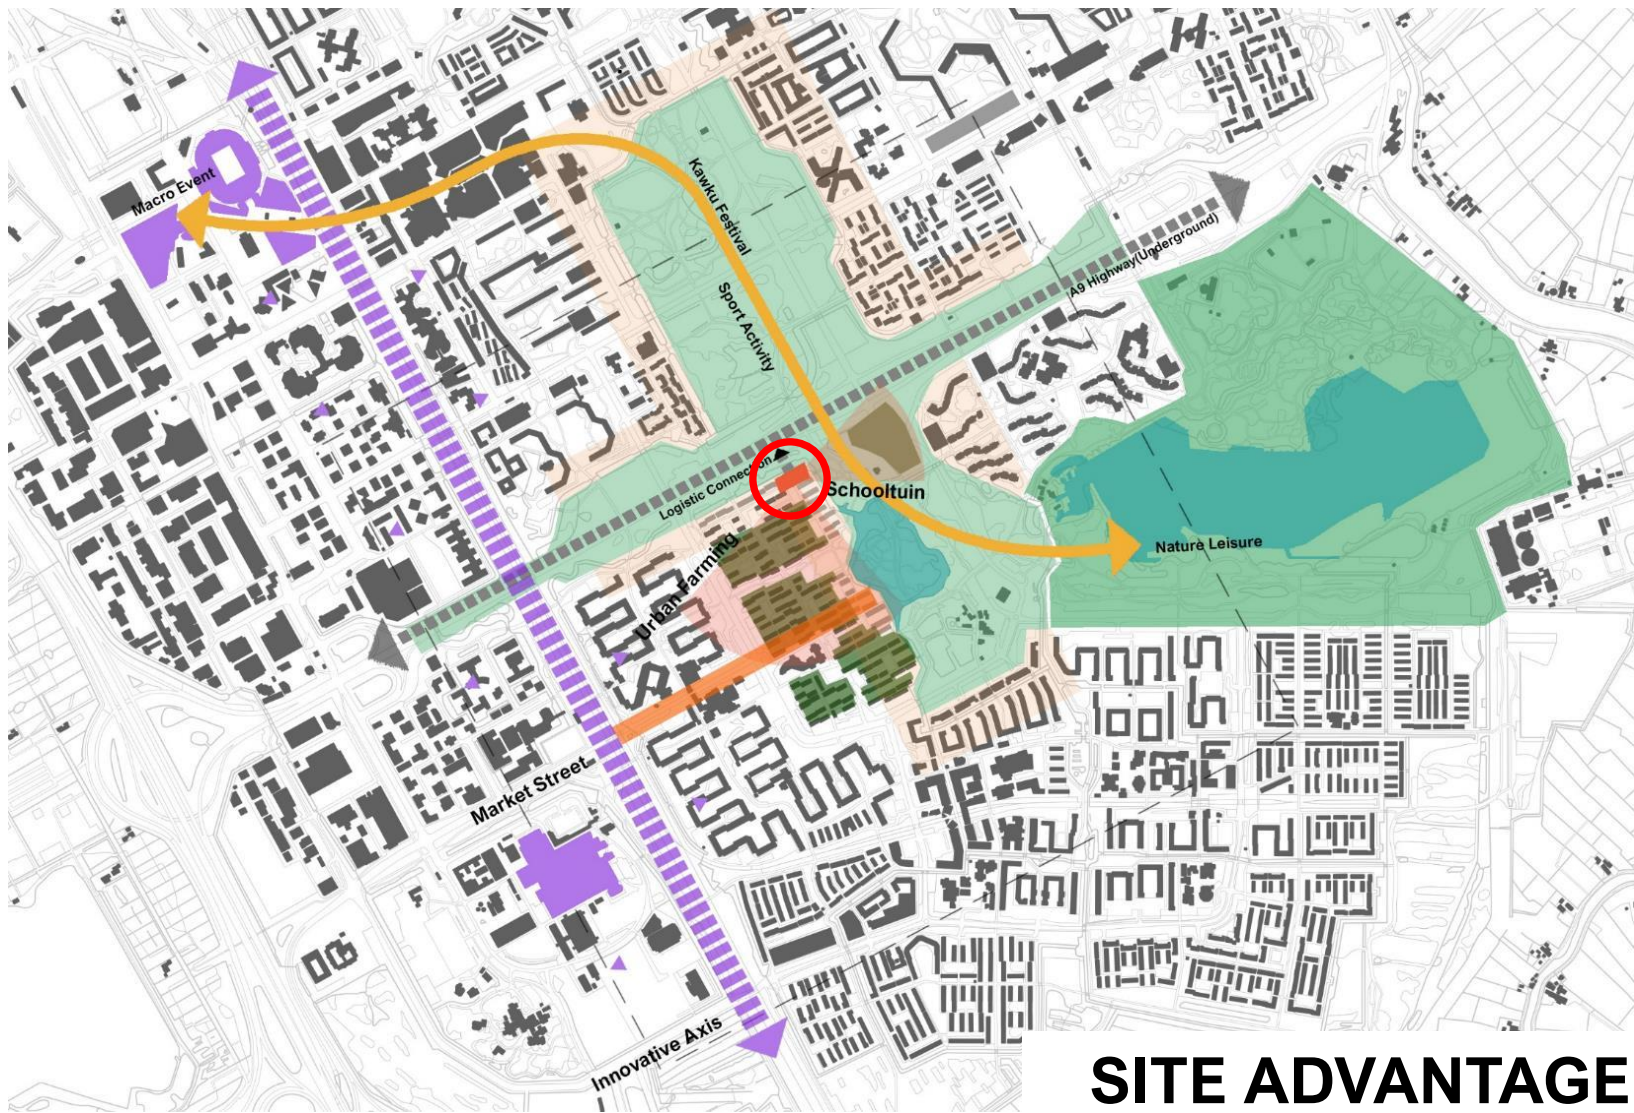 Macro Event
Kawku Festival
A9 Highway(Underground)
Sport Activity
Logistic Connection
Schooltuin
Nature Leisure
Urban Farming
Market Street
Innovative Axis
SITE ADVANTAGE